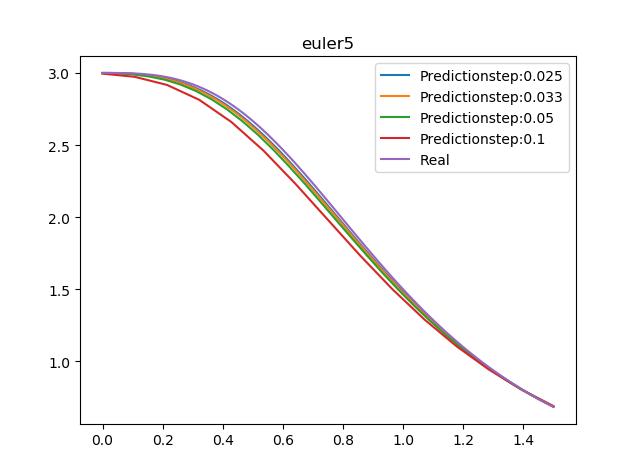 euler5
Predictionstep:0.025
Predictionstep:0.033
Predictionstep:0.05
Predictionstep:0.1
Real
3.0
2.5
2.0
1.5
1.0
0.0 0.2 0.4 0.6 0.8 1.0 1.2 1.4